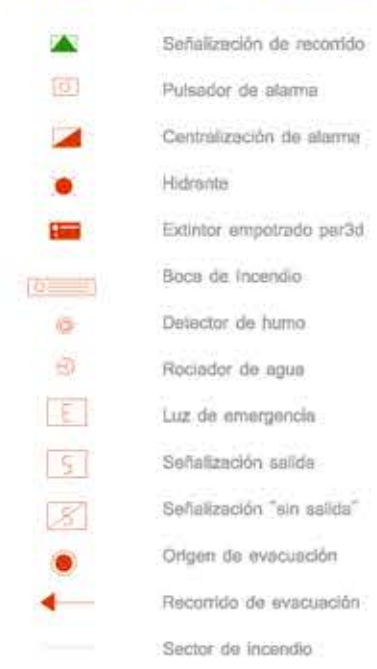 Señalización de recorrido
Pulsador de alarma
Centralización de alarma
Hidrante
Extintor empotrado par3d
Boca de Incendio
Detector de humo
Rociador de agua
E Luz de emergencia
S Señalización salida
S Señalización "sin salida"
Origen de evacuación
Recorrido de evacuación
Sector de incendio